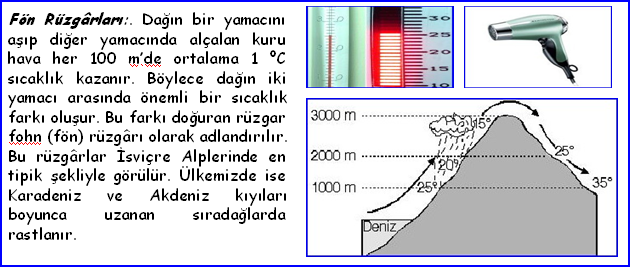 Fön Rüzgârları:. Dağın bir yamacını
aşıp diğer yamacında alçalan kuru
hava her 100 m’de ortalama 1 ºC
sıcaklık kazanır. Böylece dağın iki
yamacı arasında önemli bir sıcaklık
farkı oluşur. Bu farkı doğuran rüzgar
fohn (fön) rüzgârı olarak adlandırılır.
Bu rüzgârlar İsviçre Alplerinde en
tipik şekliyle görülür. Ülkemizde ise
Karadeniz ve Akdeniz kıyıları
boyunca uzanan sıradağlarda
rastlanır.
30
25
20
15
10
3000 m
15°
2000 m
20°
25°
1000 m
25°
35°
Deniz